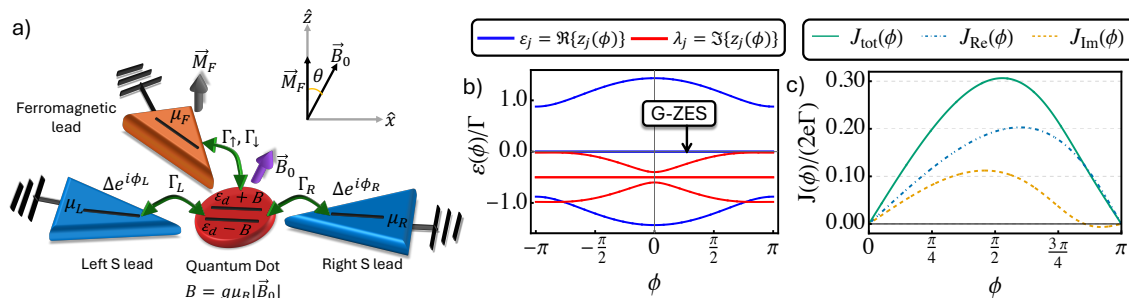 a)
M⃗_F
Ferromagnetic
lead
μ_F
Γ↑, Γ↓
ẑ
M⃗_F
θ
B⃗_0
x̂
B⃗_0
Γ_L
Γ_R
Δe^{iϕ_L}
Δe^{iϕ_R}
μ_L
ε_d + B
ε_d − B
μ_R
Left S lead
Quantum Dot
Right S lead
B = gμ_B|B⃗_0|
ε_j = ℜ{z_j(ϕ)}
λ_j = ℑ{z_j(ϕ)}
b)
G-ZES
ε(ϕ)/Γ
1.0
0.0
−1.0
−π
−π/2
0
π/2
π
ϕ
J_tot(ϕ)
J_Re(ϕ)
J_Im(ϕ)
c)
J(ϕ)/(2eΓ)
0.30
0.20
0.10
0.00
0
π/4
π/2
3π/4
π
ϕ